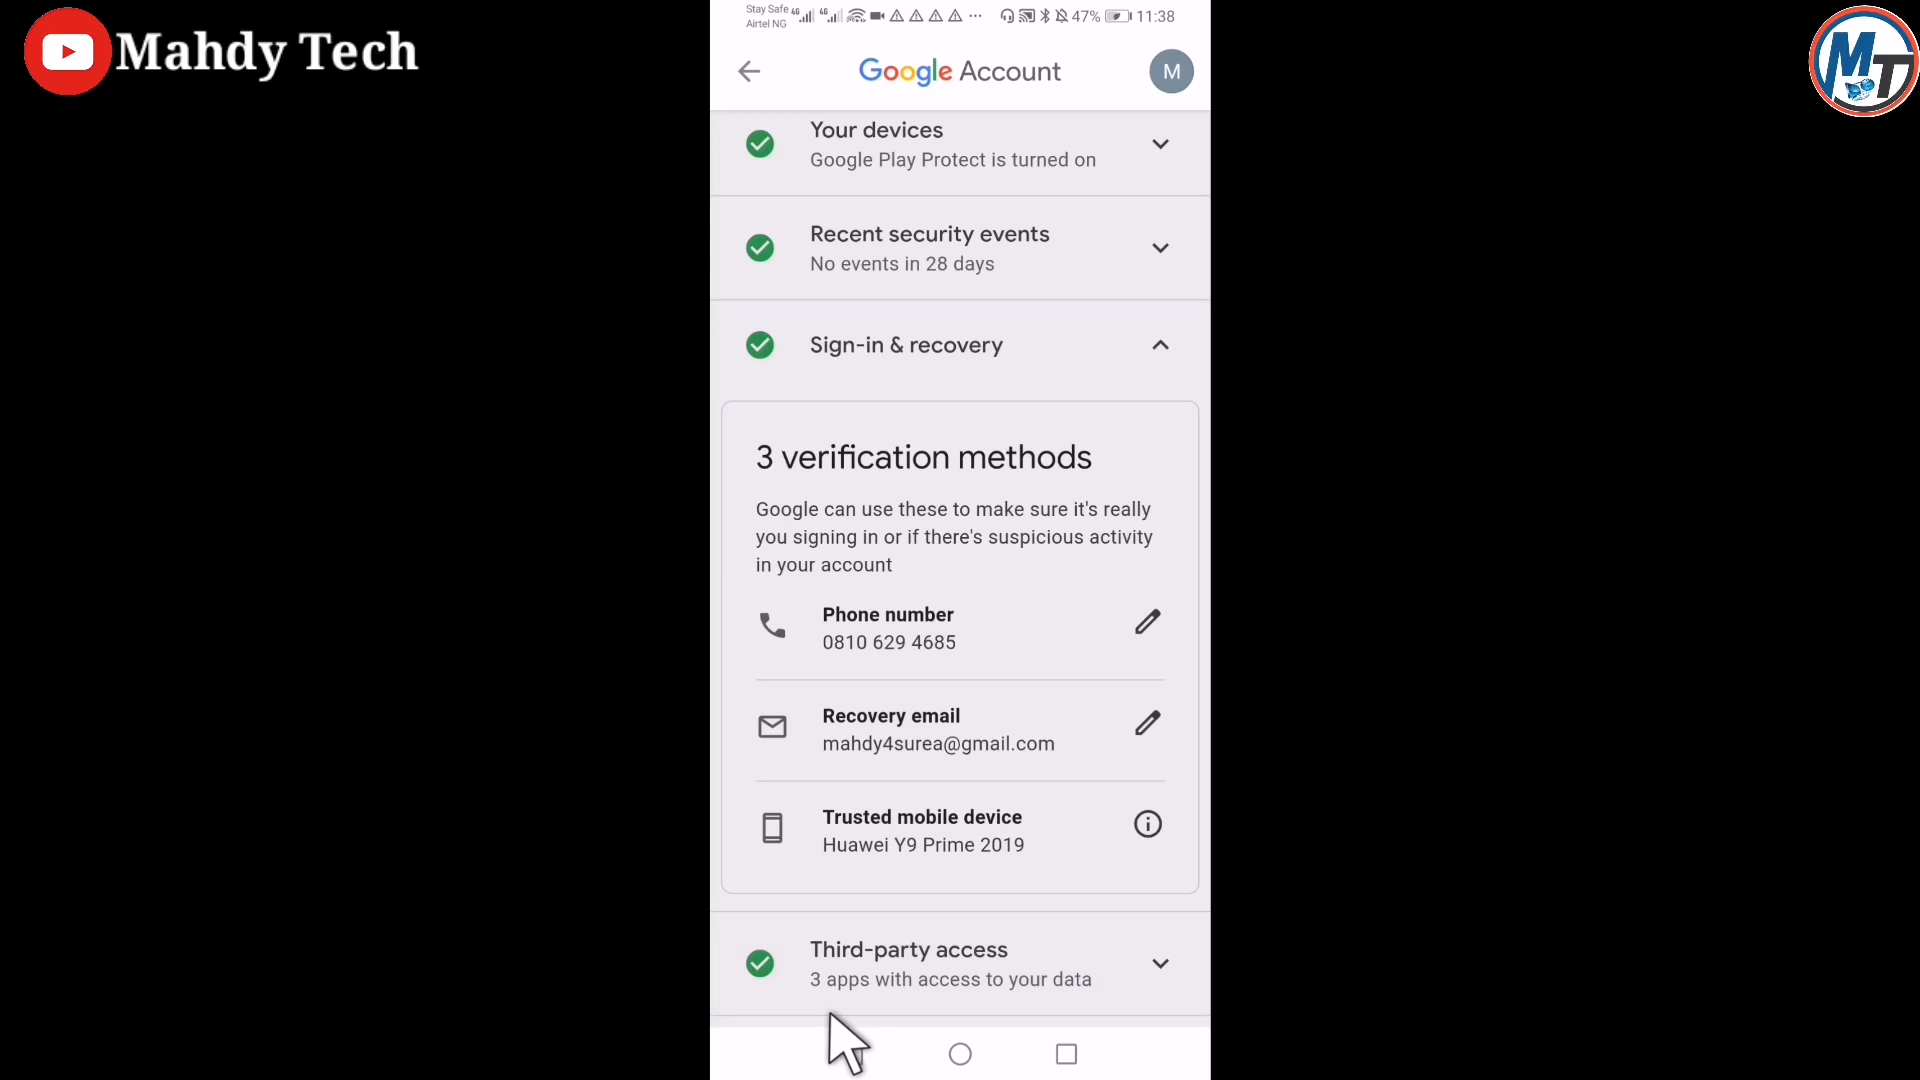 Mahdy Tech
Stay Safe 4G 4G 47% 11:38
Airtel NG
Google Account
M
MT
Your devices
Google Play Protect is turned on
Recent security events
No events in 28 days
Sign-in & recovery
3 verification methods
Google can use these to make sure it's really
you signing in or if there's suspicious activity
in your account
Phone number
0810 629 4685
Recovery email
mahdy4surea@gmail.com
Trusted mobile device
Huawei Y9 Prime 2019
Third-party access
3 apps with access to your data